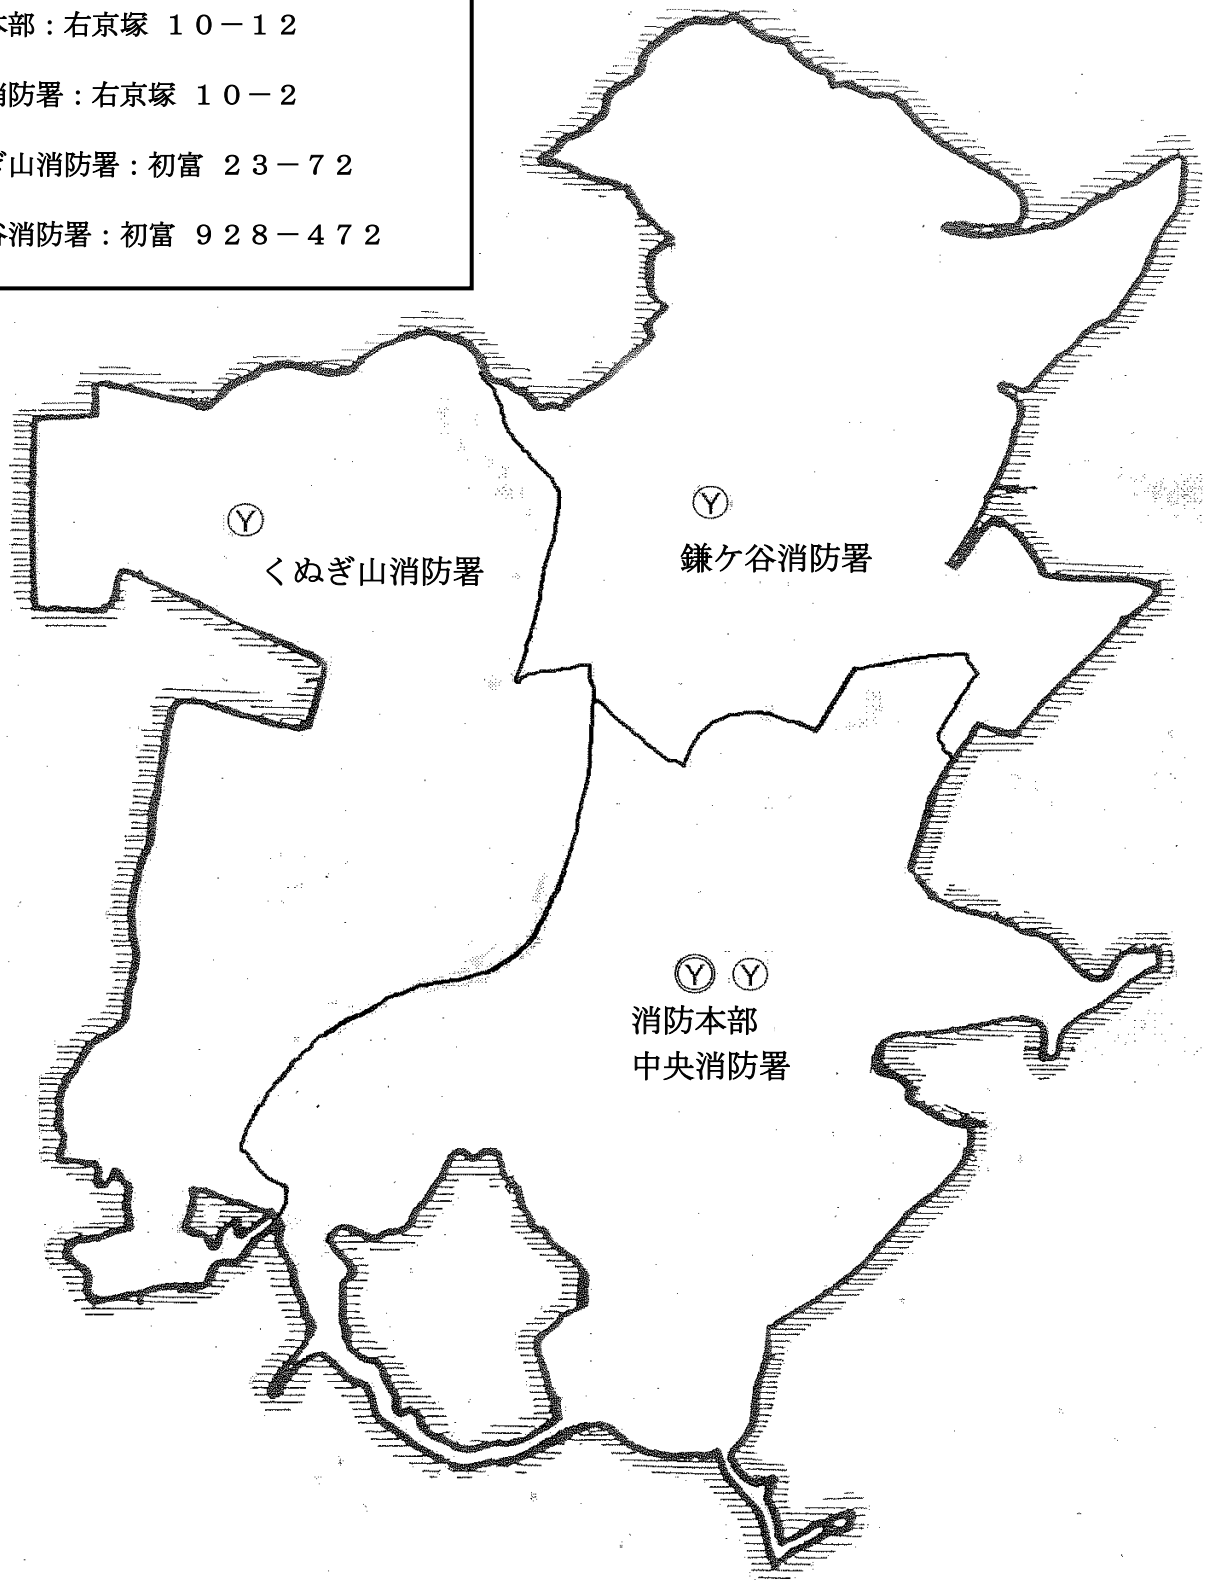 本部：右京塚 １０－１２
消防署：右京塚 １０－２
ぎ山消防署：初富 ２３－７２
谷消防署：初富 ９２８－４７２
Y
くぬぎ山消防署
Y
鎌ケ谷消防署
Y Y
消防本部
中央消防署